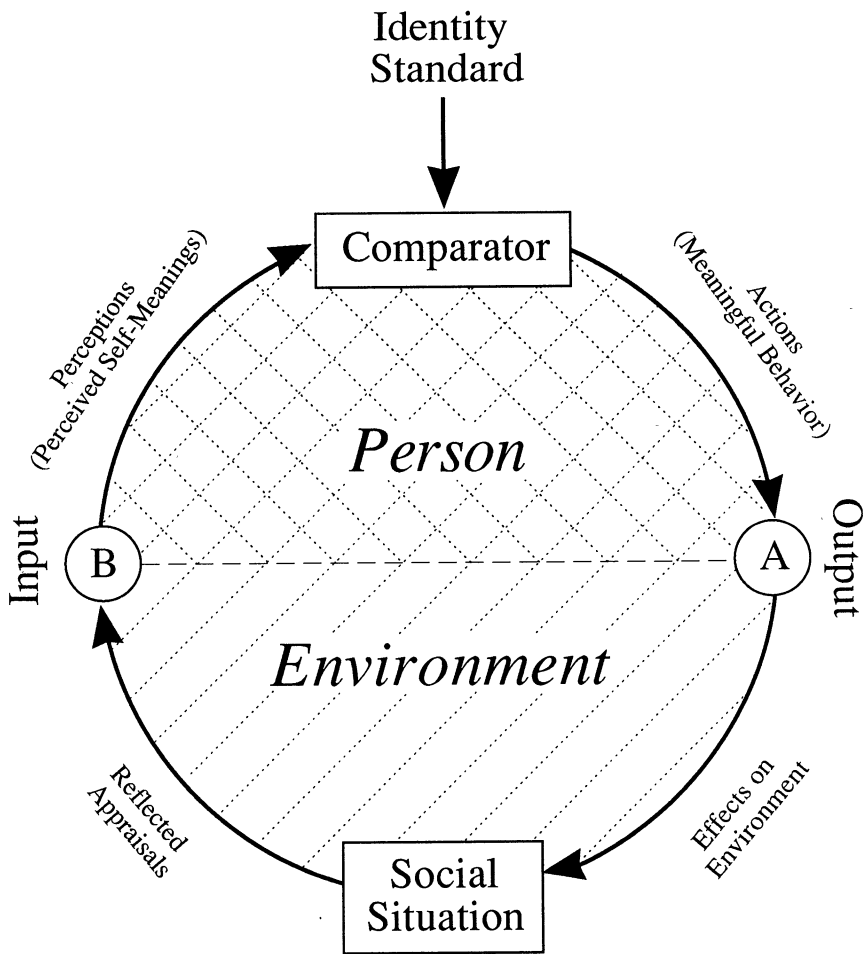 Identity
Standard
Comparator
Perceptions
(Perceived Self-Meanings)
Actions
(Meaningful Behavior)
Person
Input
B
A
Output
Environment
Reflected
Appraisals
Effects on
Environment
Social
Situation